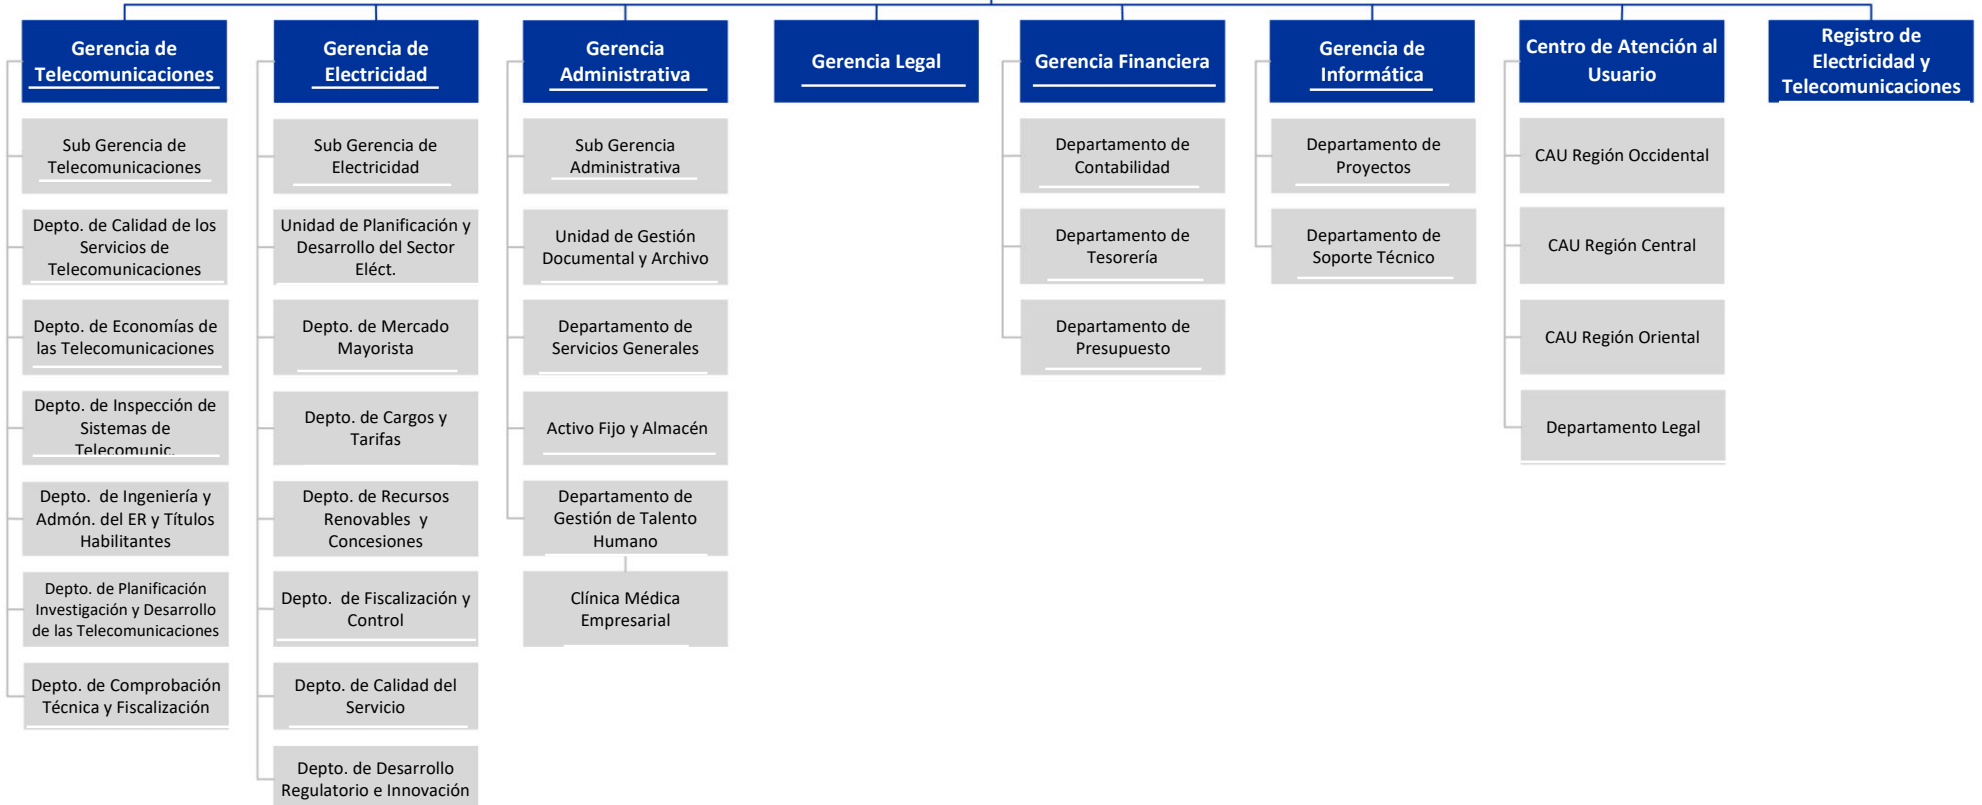 Gerencia de
Telecomunicaciones
Sub Gerencia de
Telecomunicaciones
Depto. de Calidad de los
Servicios de
Telecomunicaciones
Depto. de Economías de
las Telecomunicaciones
Depto. de Inspección de
Sistemas de
Telecomunic.
Depto.  de Ingeniería y
Admón. del ER y Títulos
Habilitantes
Depto. de Planificación
Investigación y Desarrollo
de las Telecomunicaciones
Depto. de Comprobación
Técnica y Fiscalización
Gerencia de
Electricidad
Sub Gerencia de
Electricidad
Unidad de Planificación y
Desarrollo del Sector
Eléct.
Depto. de Mercado
Mayorista
Depto. de Cargos y
Tarifas
Depto. de Recursos
Renovables  y
Concesiones
Depto.  de Fiscalización y
Control
Depto. de Calidad del
Servicio
Depto. de Desarrollo
Regulatorio e Innovación
Gerencia
Administrativa
Sub Gerencia
Administrativa
Unidad de Gestión
Documental y Archivo
Departamento de
Servicios Generales
Activo Fijo y Almacén
Departamento de
Gestión de Talento
Humano
Clínica Médica
Empresarial
Gerencia Legal
Gerencia Financiera
Departamento de
Contabilidad
Departamento de
Tesorería
Departamento de
Presupuesto
Gerencia de
Informática
Departamento de
Proyectos
Departamento de
Soporte Técnico
Centro de Atención al
Usuario
CAU Región Occidental
CAU Región Central
CAU Región Oriental
Departamento Legal
Registro de
Electricidad y
Telecomunicaciones